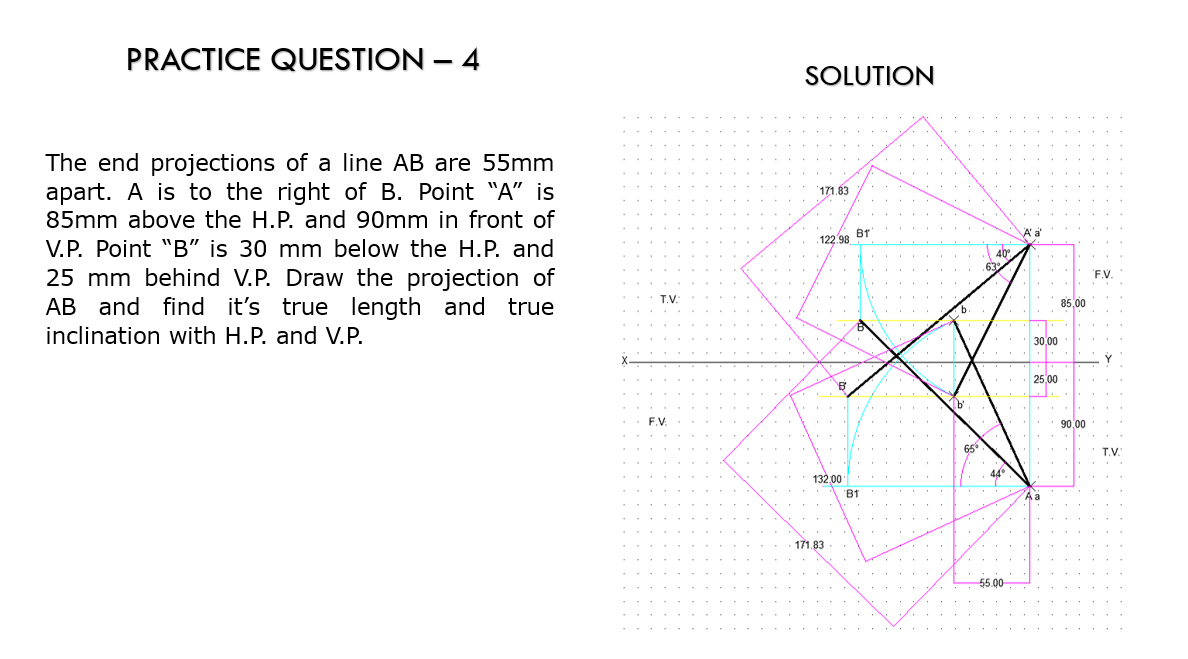 PRACTICE QUESTION – 4
The end projections of a line AB are 55mm
apart. A is to the right of B. Point “A” is
85mm above the H.P. and 90mm in front of
V.P. Point “B” is 30 mm below the H.P. and
25 mm behind V.P. Draw the projection of
AB and find it’s true length and true
inclination with H.P. and V.P.
SOLUTION
171.83
B1'
122.98
A' a'
40°
63°
F.V.
T.V.
85.00
b
B
30.00
X
Y
25.00
B'
b'
F.V.
90.00
65°
T.V.
44°
132.00
B1'
A a
171.83
55.00